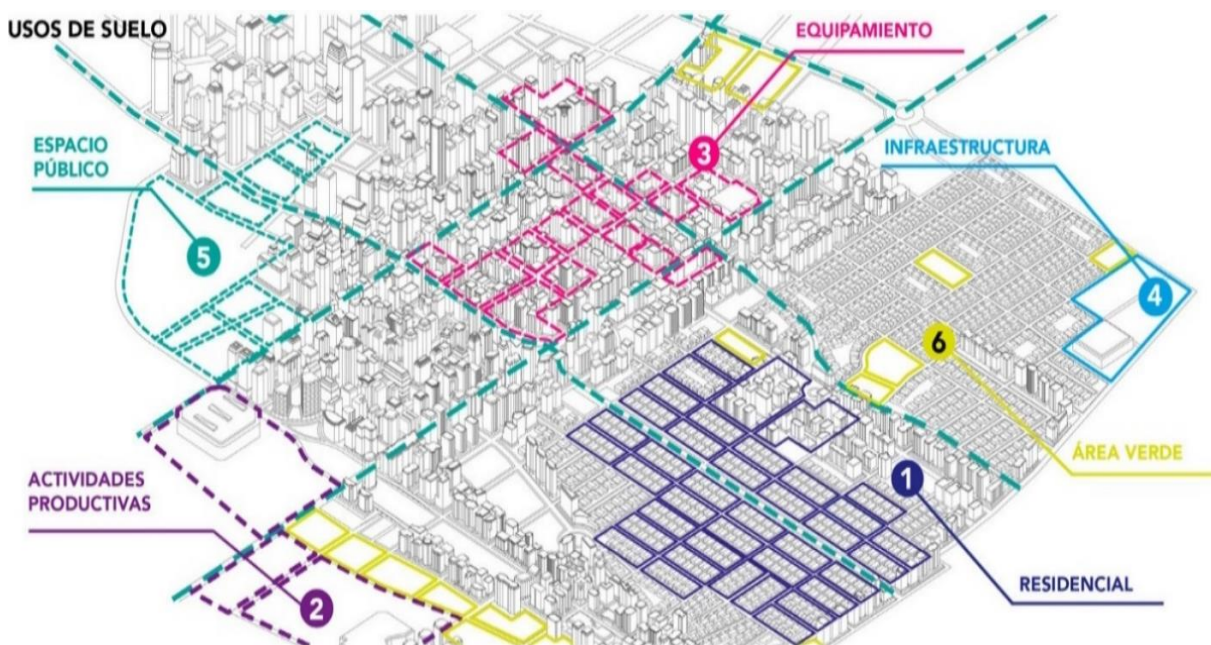 USOS DE SUELO
EQUIPAMIENTO
3
ESPACIO
PÚBLICO
INFRAESTRUCTURA
5
4
6
ÁREA VERDE
ACTIVIDADES
PRODUCTIVAS
1
2
RESIDENCIAL